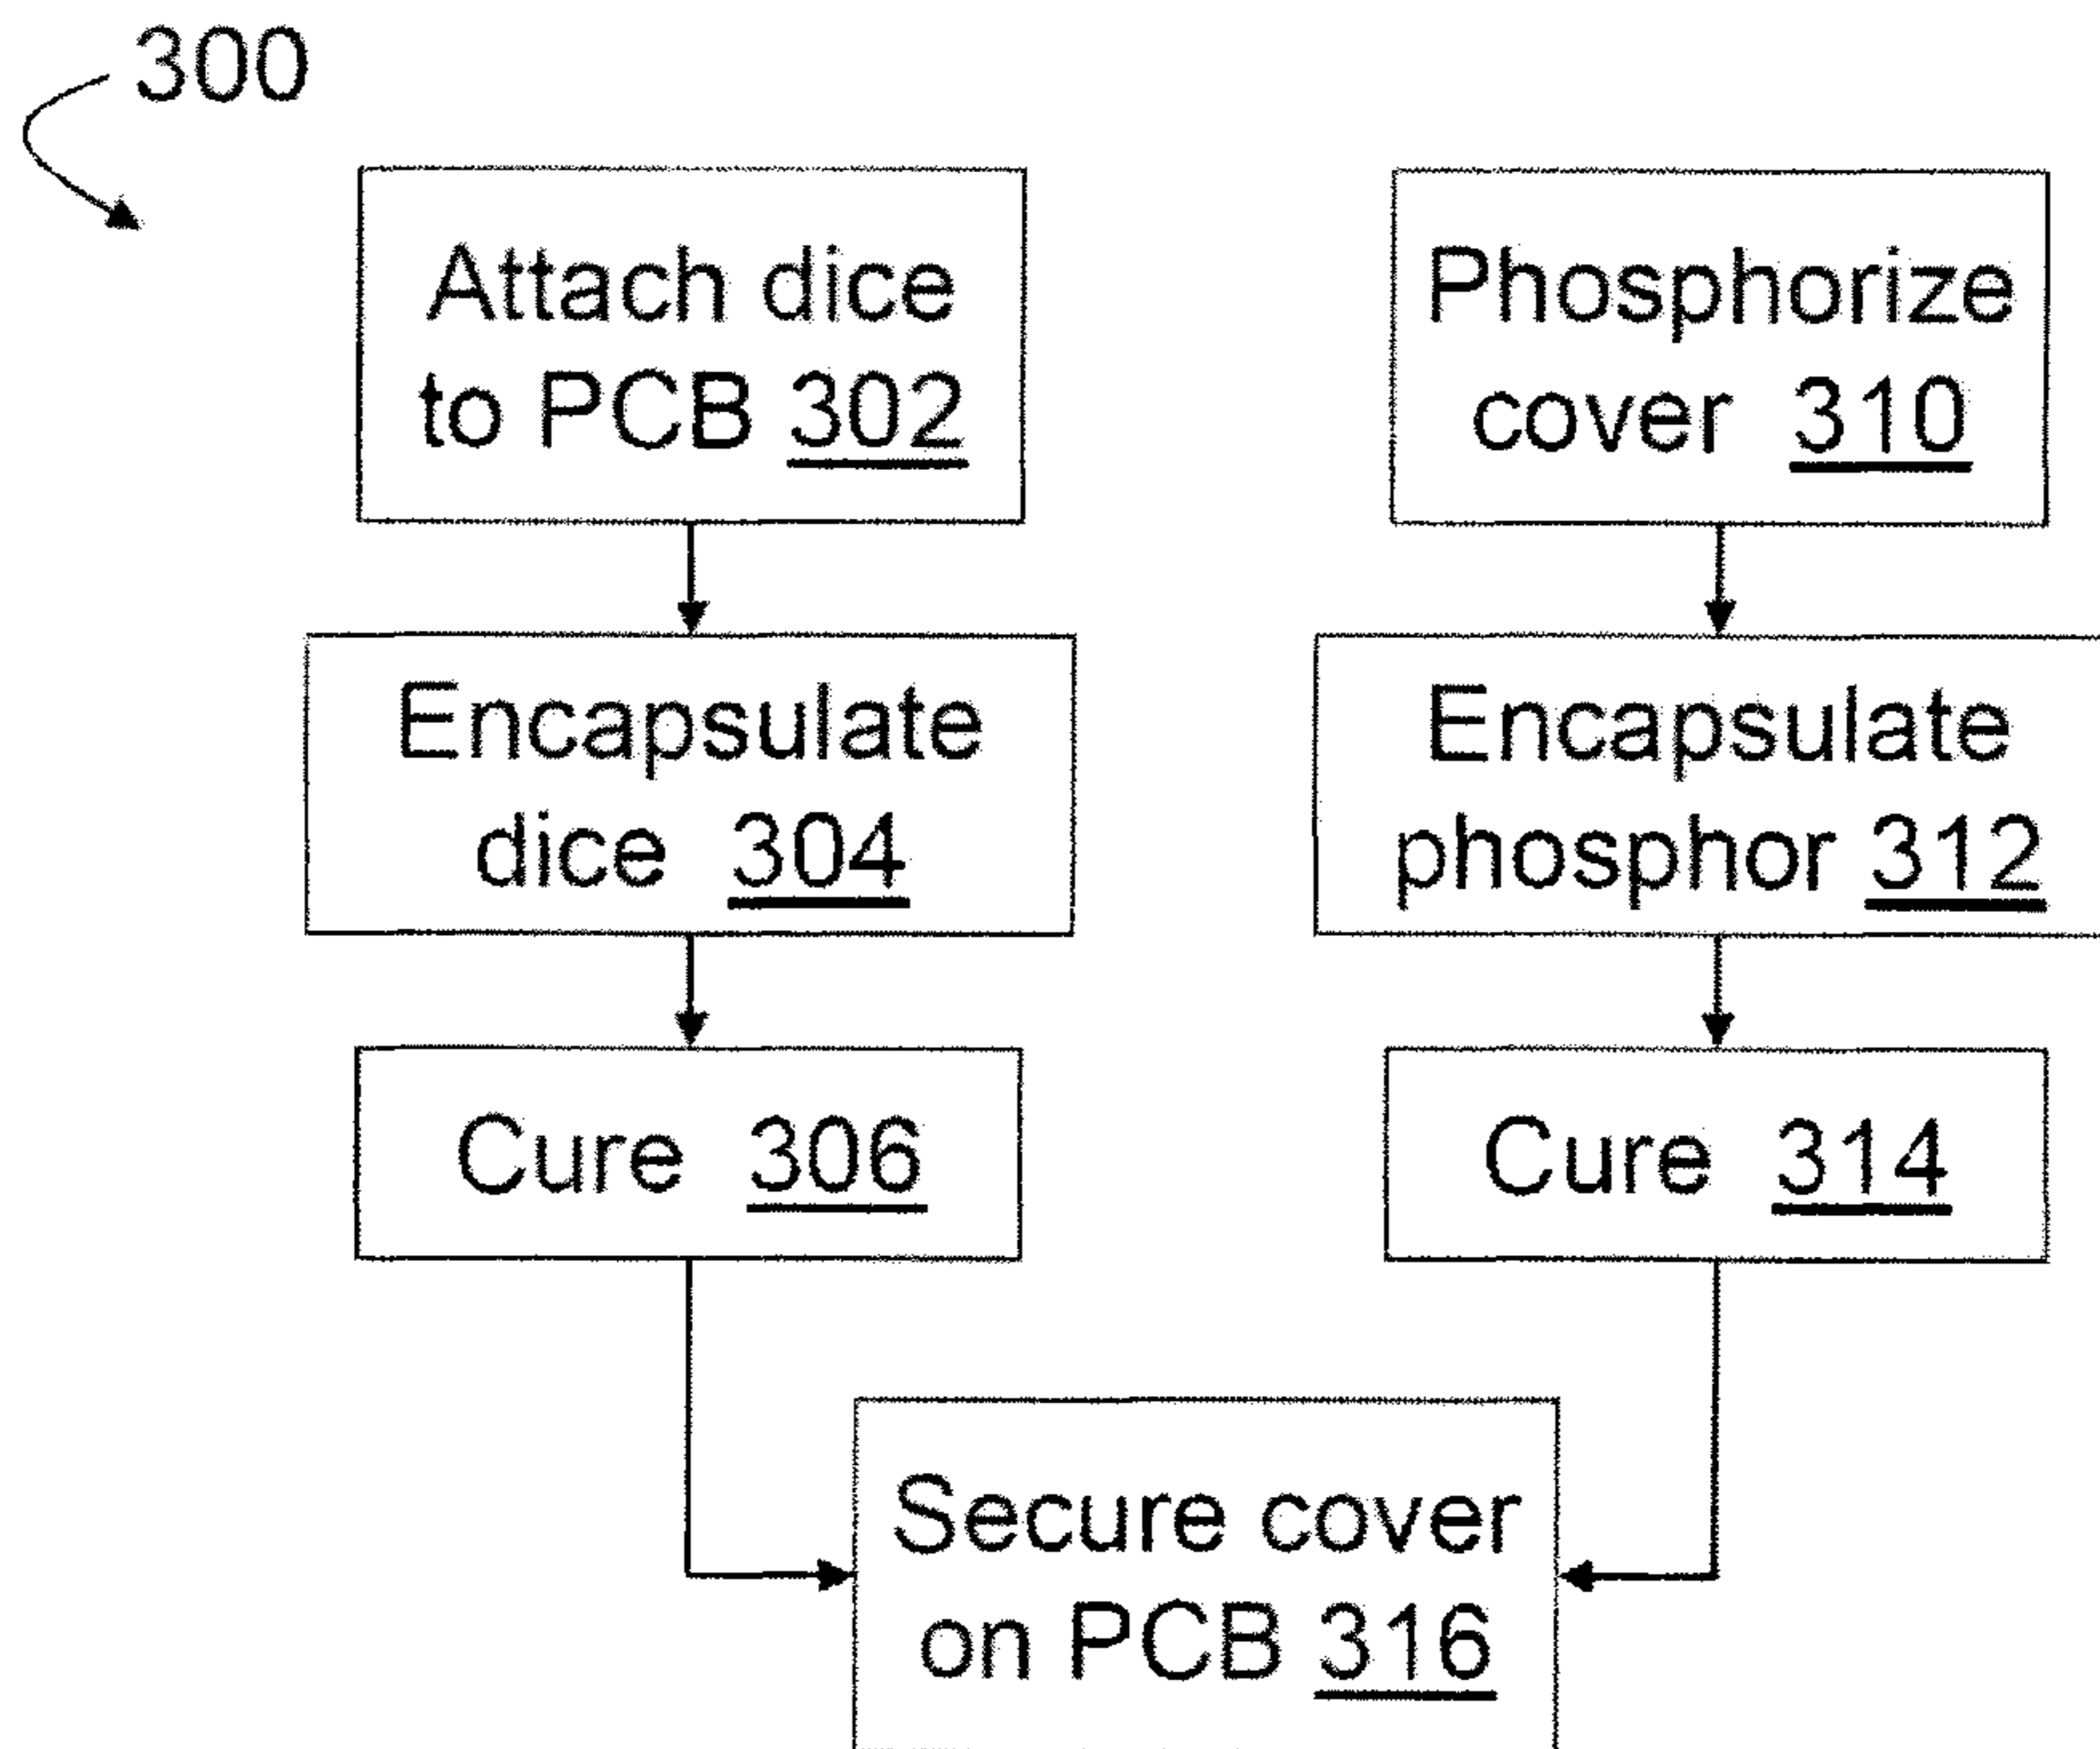 300
Attach dice
to PCB 302
Phosphorize
cover 310
Encapsulate
dice 304
Encapsulate
phosphor 312
Cure 306
Cure 314
Secure cover
on PCB 316